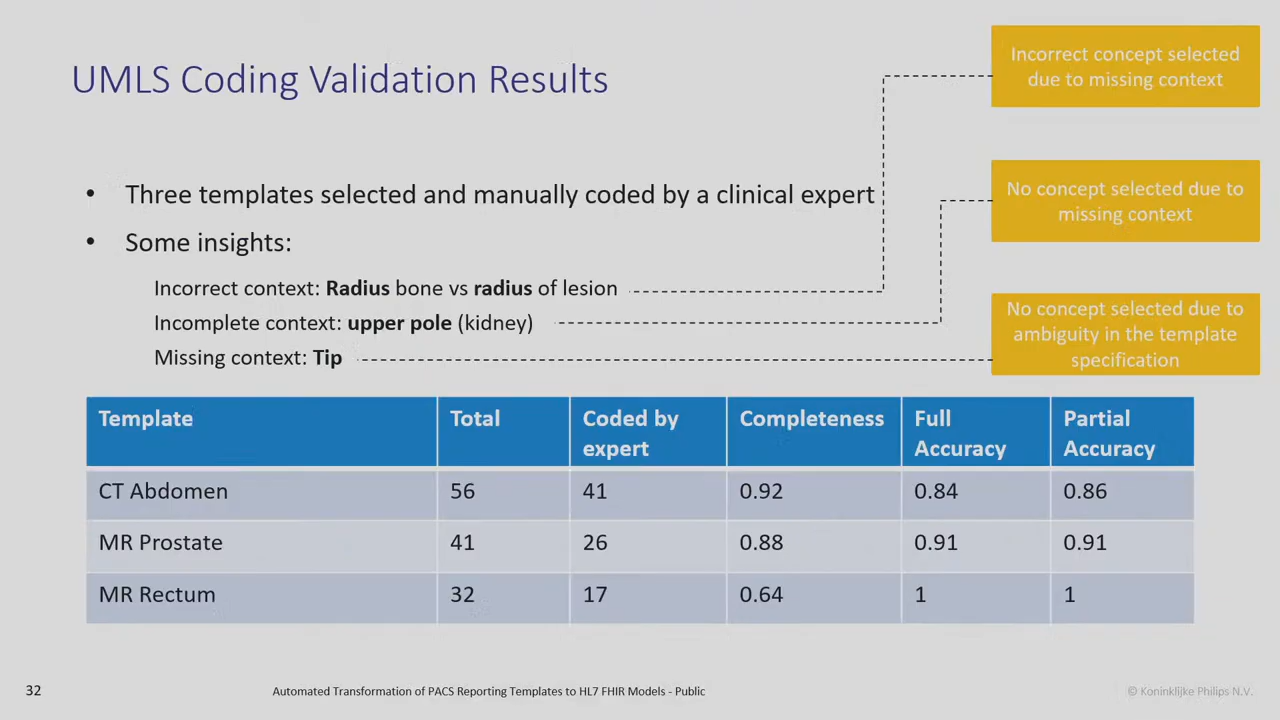 UMLS Coding Validation Results
Incorrect concept selected
due to missing context
No concept selected due to
missing context
No concept selected due to
ambiguity in the template
specification
• Three templates selected and manually coded by a clinical expert
• Some insights:
Incorrect context: Radius bone vs radius of lesion
Incomplete context: upper pole (kidney)
Missing context: Tip
Template Total Coded by expert Completeness Full Accuracy Partial Accuracy
CT Abdomen 56 41 0.92 0.84 0.86
MR Prostate 41 26 0.88 0.91 0.91
MR Rectum 32 17 0.64 1 1
32 Automated Transformation of PACS Reporting Templates to HL7 FHIR Models - Public © Koninklijke Philips N.V.